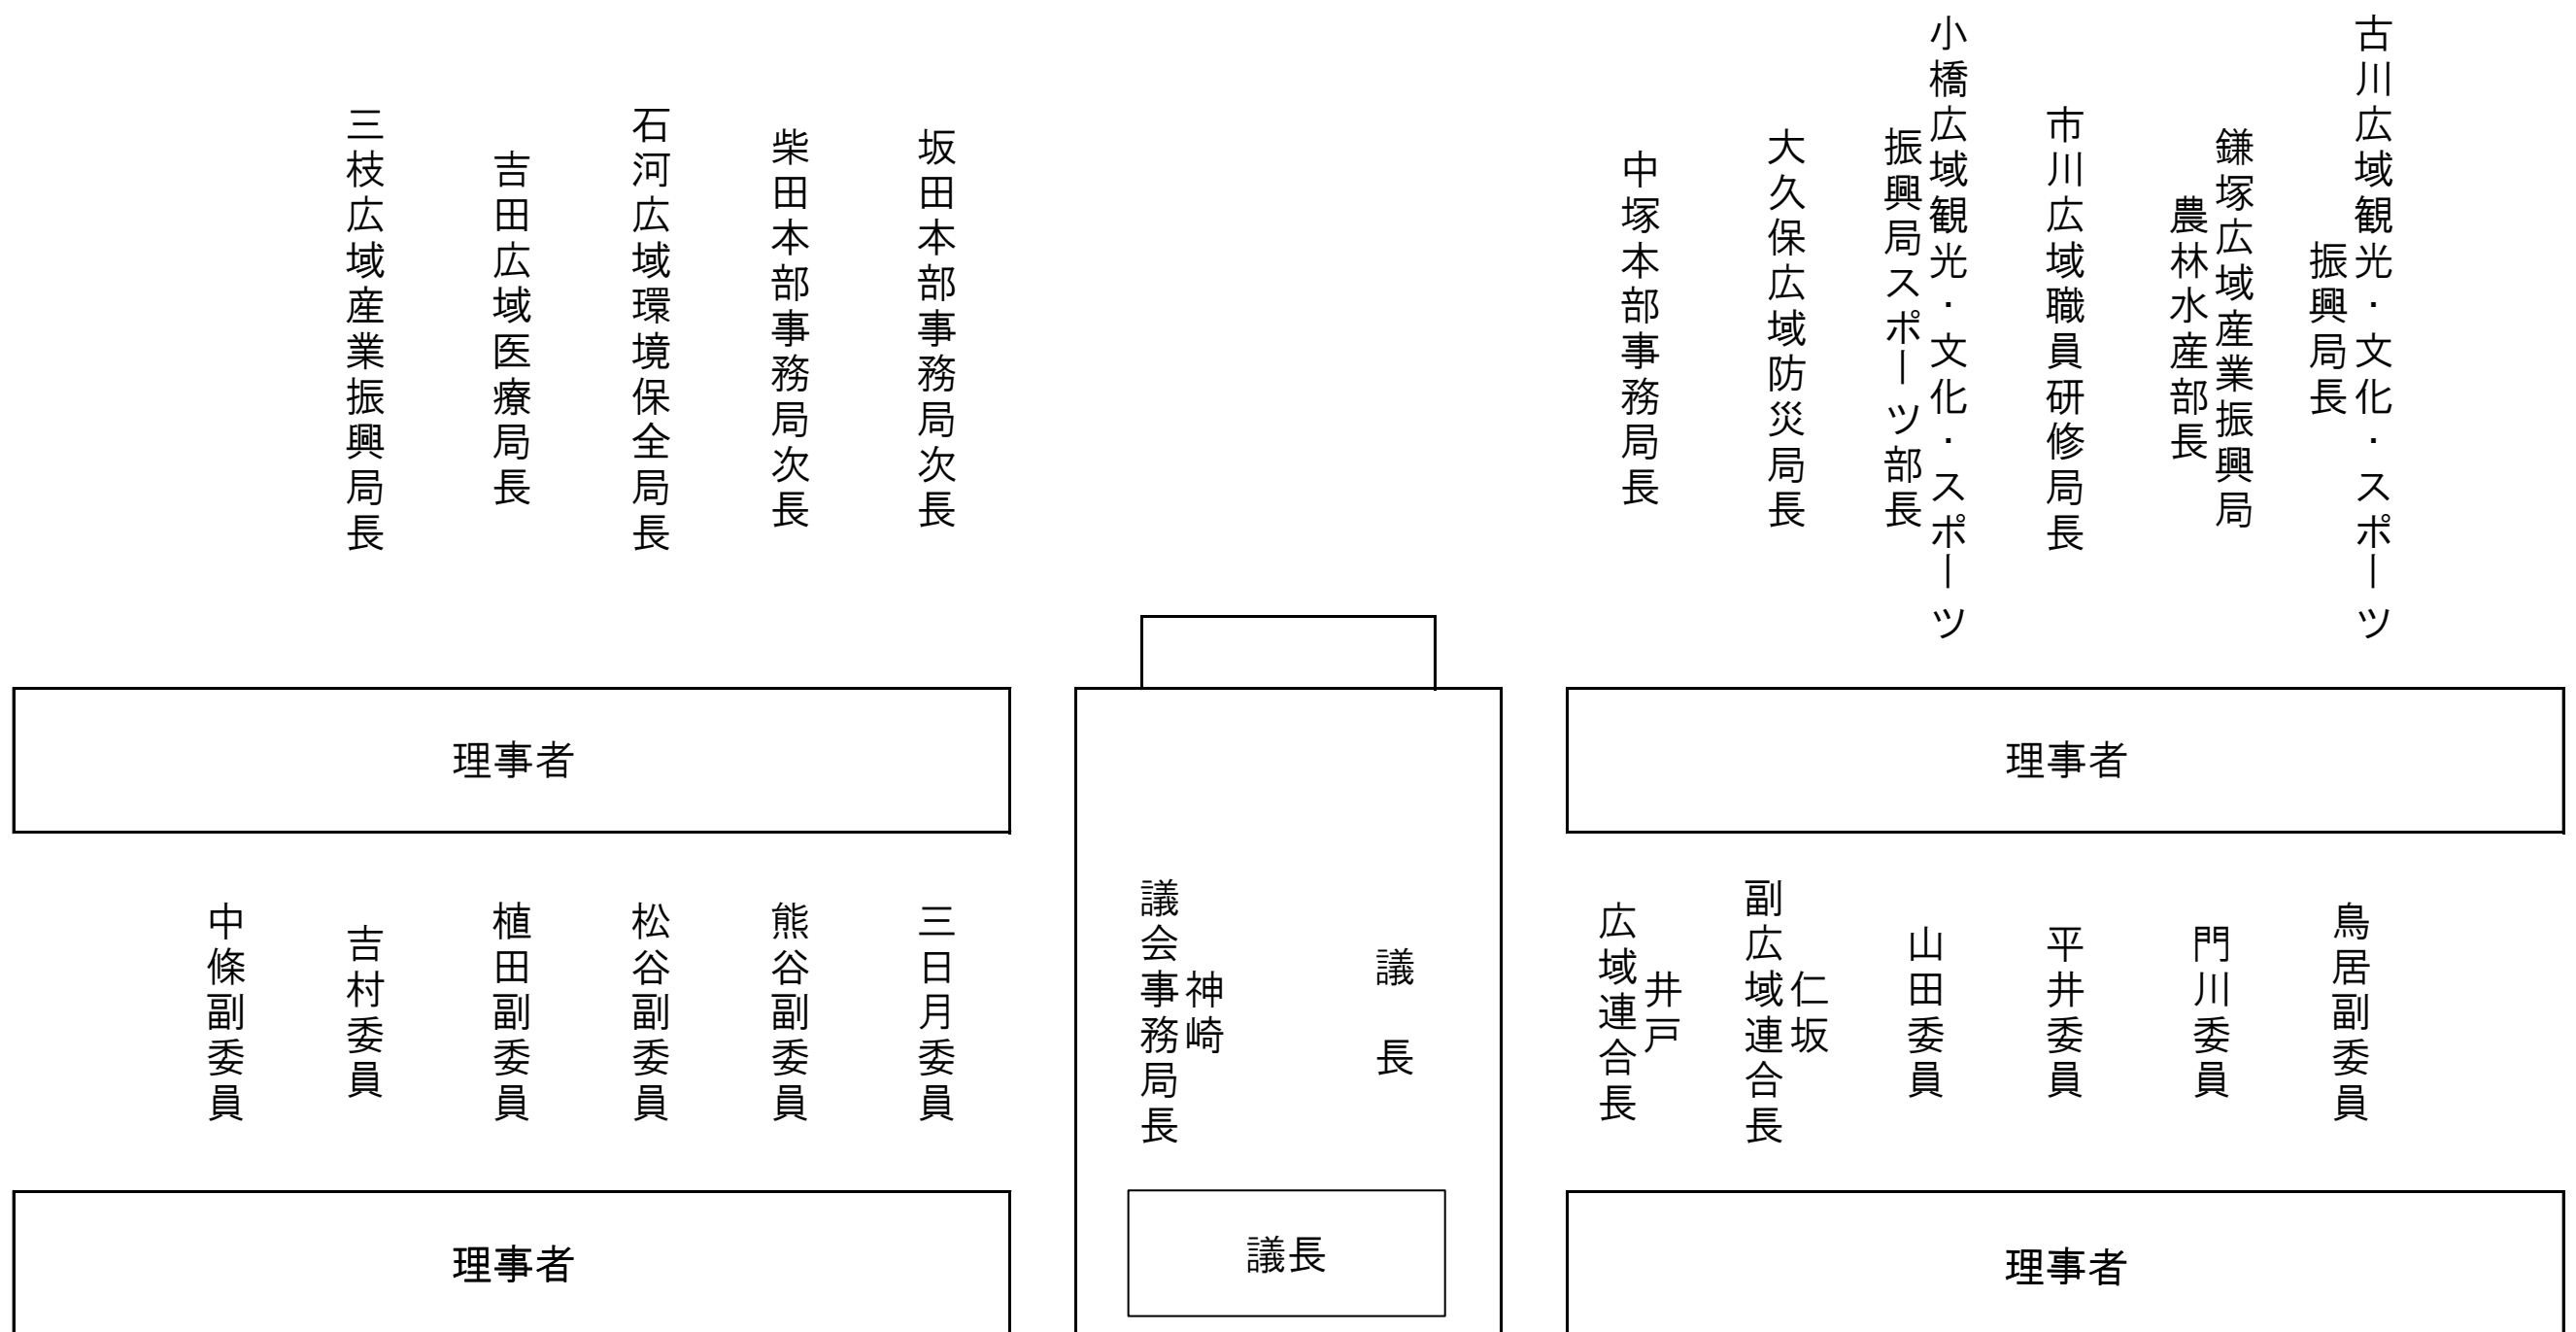 三枝広域産業振興局長
吉田広域医療局長
石河広域環境保全局長
柴田本部事務局次長
坂田本部事務局次長
中塚本部事務局長
大久保広域防災局長
小橋広域観光・文化・スポーツ
振興局スポーツ部長
市川広域職員研修局長
鎌塚広域産業振興局
農林水産部長
古川広域観光・文化・スポーツ
振興局長
理事者
理事者
中條副委員
吉村委員
植田副委員
松谷副委員
熊谷副委員
三日月委員
神崎
議会事務局長
議長
井戸
広域連合長
仁坂
副広域連合長
山田委員
平井委員
門川委員
鳥居副委員
理事者
議長
理事者